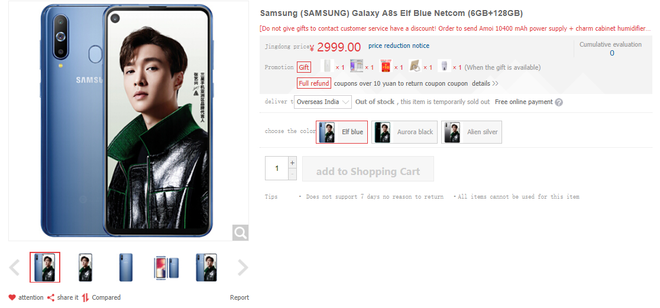 SAMSUNG
Samsung (SAMSUNG) Galaxy A8s Elf Blue Netcom (6GB+128GB)
[Do not give gifts to contact customer service have a discount! Order to send Amoi 10400 mAh power supply + charm cabinet humidifier...
Jingdong price¥ 2999.00 price reduction notice
Cumulative evaluation
0
Promotion Gift × 1 × 1 × 1 × 1 × 1 (When the gift is available)
Full refund coupons over 10 yuan to return coupon coupon details >>
deliver t Overseas India Out of stock , this item is temporarily sold out Free online payment ?
choose the color Elf blue Aurora black Alien silver
1 + add to Shopping Cart
Tips • Does not support 7 days no reason to return • All items cannot be used for this item
attention share it Compared Report